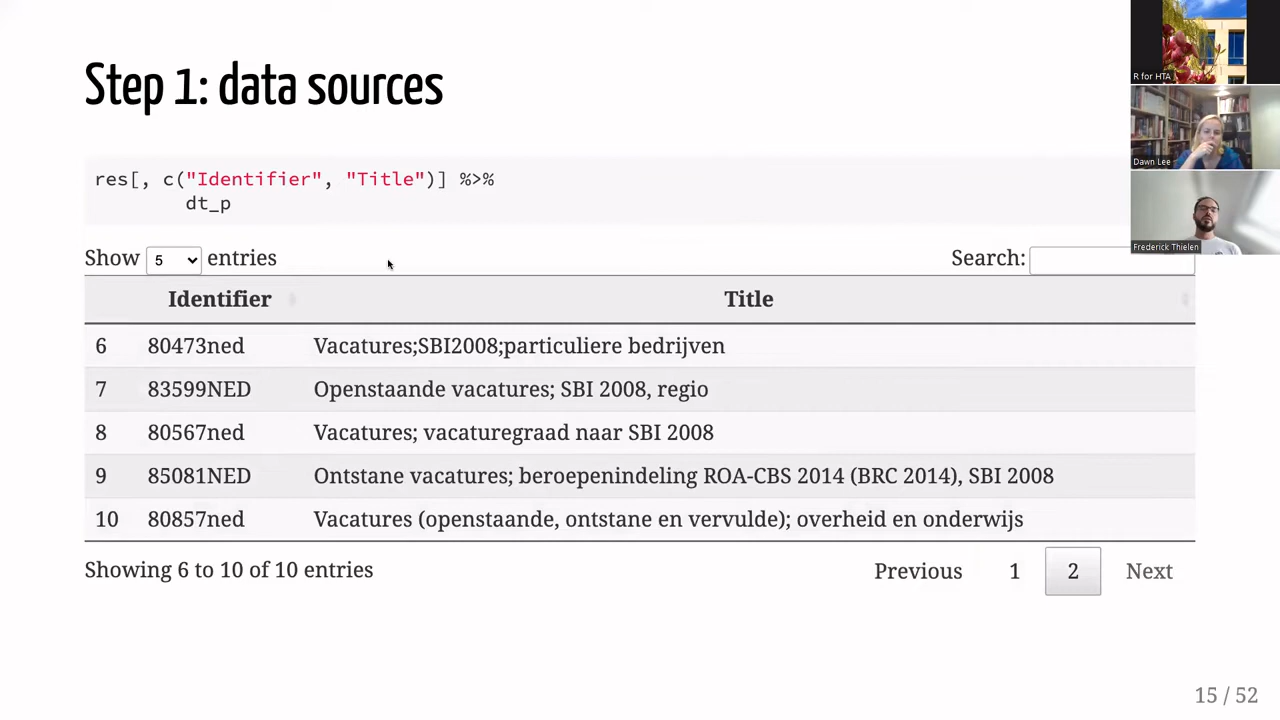 Step 1: data sources
R for HTA
Dawn Lee
Frederick Thielen
res[, c("Identifier", "Title")] %>%
dt_p
Show 5 entries
Search:
Identifier Title
6 80473ned Vacatures;SBI2008;particuliere bedrijven
7 83599NED Openstaande vacatures; SBI 2008, regio
8 80567ned Vacatures; vacaturegraad naar SBI 2008
9 85081NED Ontstane vacatures; beroepenindeling ROA-CBS 2014 (BRC 2014), SBI 2008
10 80857ned Vacatures (openstaande, ontstane en vervulde); overheid en onderwijs
Showing 6 to 10 of 10 entries
Previous 1 2 Next
15 / 52